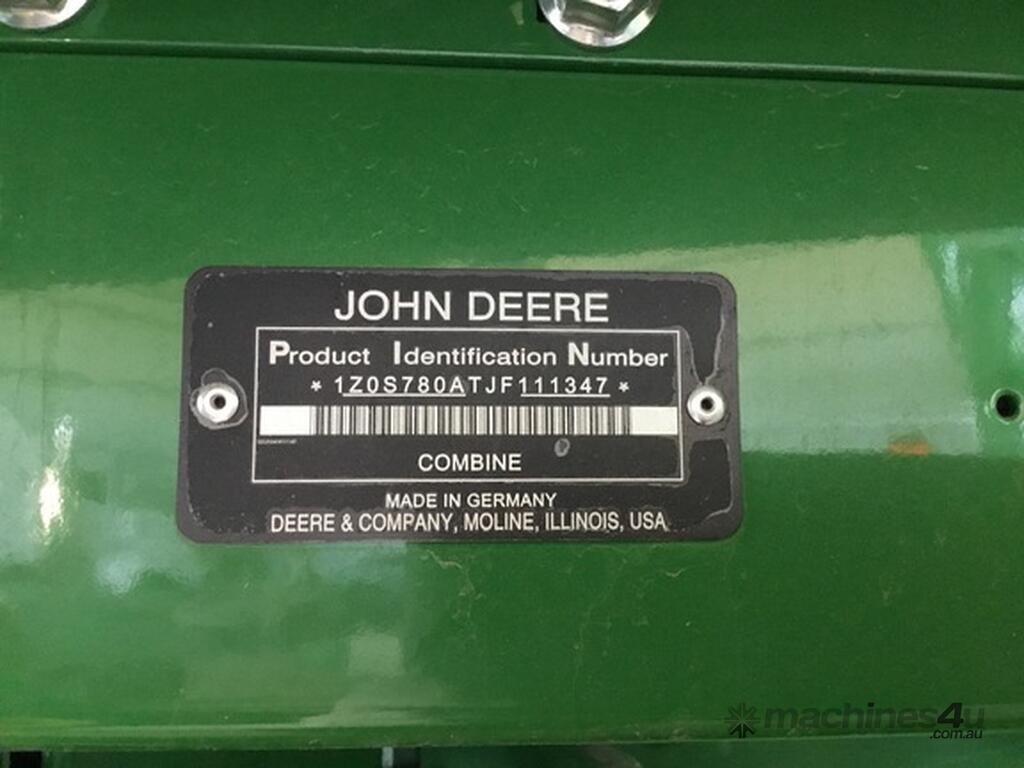 JOHN DEERE
Product Identification Number
* 1Z0S780ATJF111347 *
COMBINE
MADE IN GERMANY
DEERE & COMPANY, MOLINE, ILLINOIS, USA
machines4u
.com.au